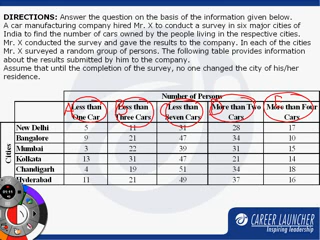 DIRECTIONS: Answer the question on the basis of the information given below.
A car manufacturing company hired Mr. X to conduct a survey in six major cities of
India to find the number of cars owned by the people living in the respective cities.
Mr. X conducted the survey and gave the results to the company. In each of the cities
Mr. X surveyed a random group of persons. The following table provides information
about the results submitted by him to the company.
Assume that until the completion of the survey, no one changed the city of his/her
residence.
Number of Persons
A Less than One Car B Less than Three Cars C Less than Seven Cars D More than Two Cars E More than Four Cars
Cities
New Delhi 5 11 31 28 17
Bangalore 9 21 47 34 10
Mumbai 3 22 39 31 15
Kolkata 13 31 47 21 14
Chandigarh 4 19 51 34 18
Hyderabad 11 21 49 37 16
CAREER LAUNCHER
Inspiring leadership